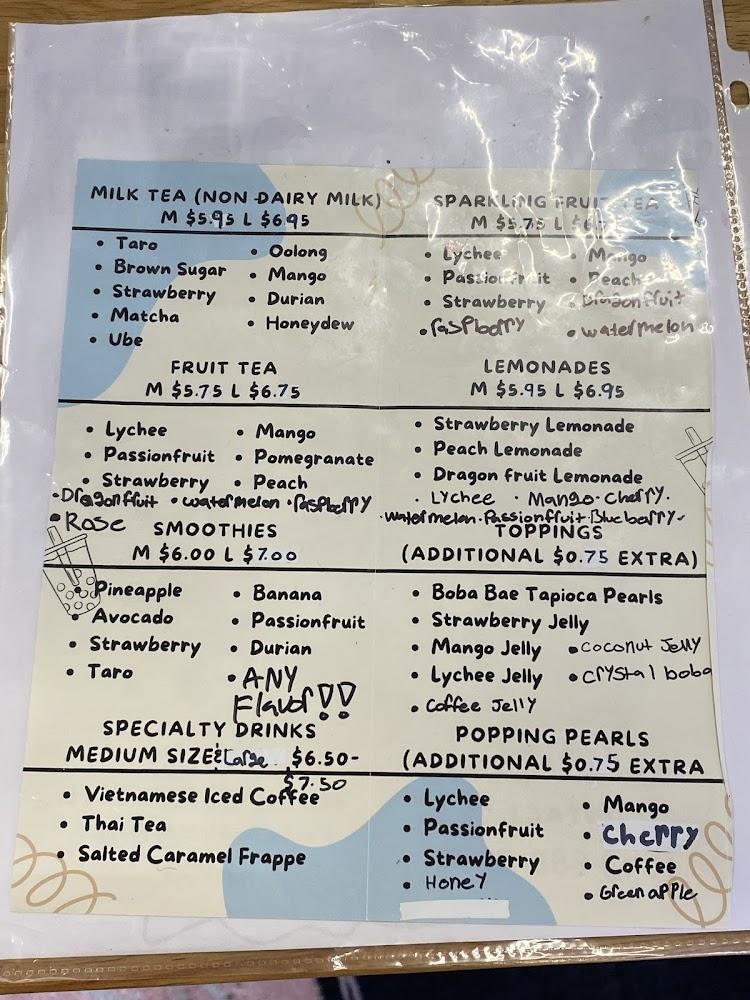 MILK TEA (NON DAIRY MILK)
M $5.95 L $6.95
• Taro
• Brown Sugar
• Strawberry
• Matcha
• Ube
• Oolong
• Mango
• Durian
• Honeydew
SPARKLING FRUIT TEA
M $5.75 L
• Lychee
• Passionfruit
• Strawberry
• raspberry
• Mango
• Peach
• Dragonfruit
• watermelon
FRUIT TEA
M $5.75 L $6.75
• Lychee
• Passionfruit
• Strawberry
• Mango
• Pomegranate
• Peach
• Dragonfruit • watermelon • raspberry
• Rose
LEMONADES
M $5.95 L $6.95
• Strawberry Lemonade
• Peach Lemonade
• Dragon fruit Lemonade
• Lychee • Mango • Cherry •
watermelon • Passionfruit • Blueberry
SMOOTHIES
M $6.00 L $7.00
• Pineapple
• Avocado
• Strawberry
• Taro
• Banana
• Passionfruit
• Durian
• ANY
Flavor!!
TOPPINGS
(ADDITIONAL $0.75 EXTRA)
• Boba Bae Tapioca Pearls
• Strawberry Jelly
• Mango Jelly
• Lychee Jelly
• Coffee Jelly
• coconut Jelly
• crystal boba
SPECIALTY DRINKS
MEDIUM SIZE & Large $6.50-
$7.50
• Vietnamese Iced Coffee
• Thai Tea
• Salted Caramel Frappe
POPPING PEARLS
(ADDITIONAL $0.75 EXTRA
• Lychee
• Passionfruit
• Strawberry
• Honey
• Mango
• Cherry
• Coffee
• Green apple